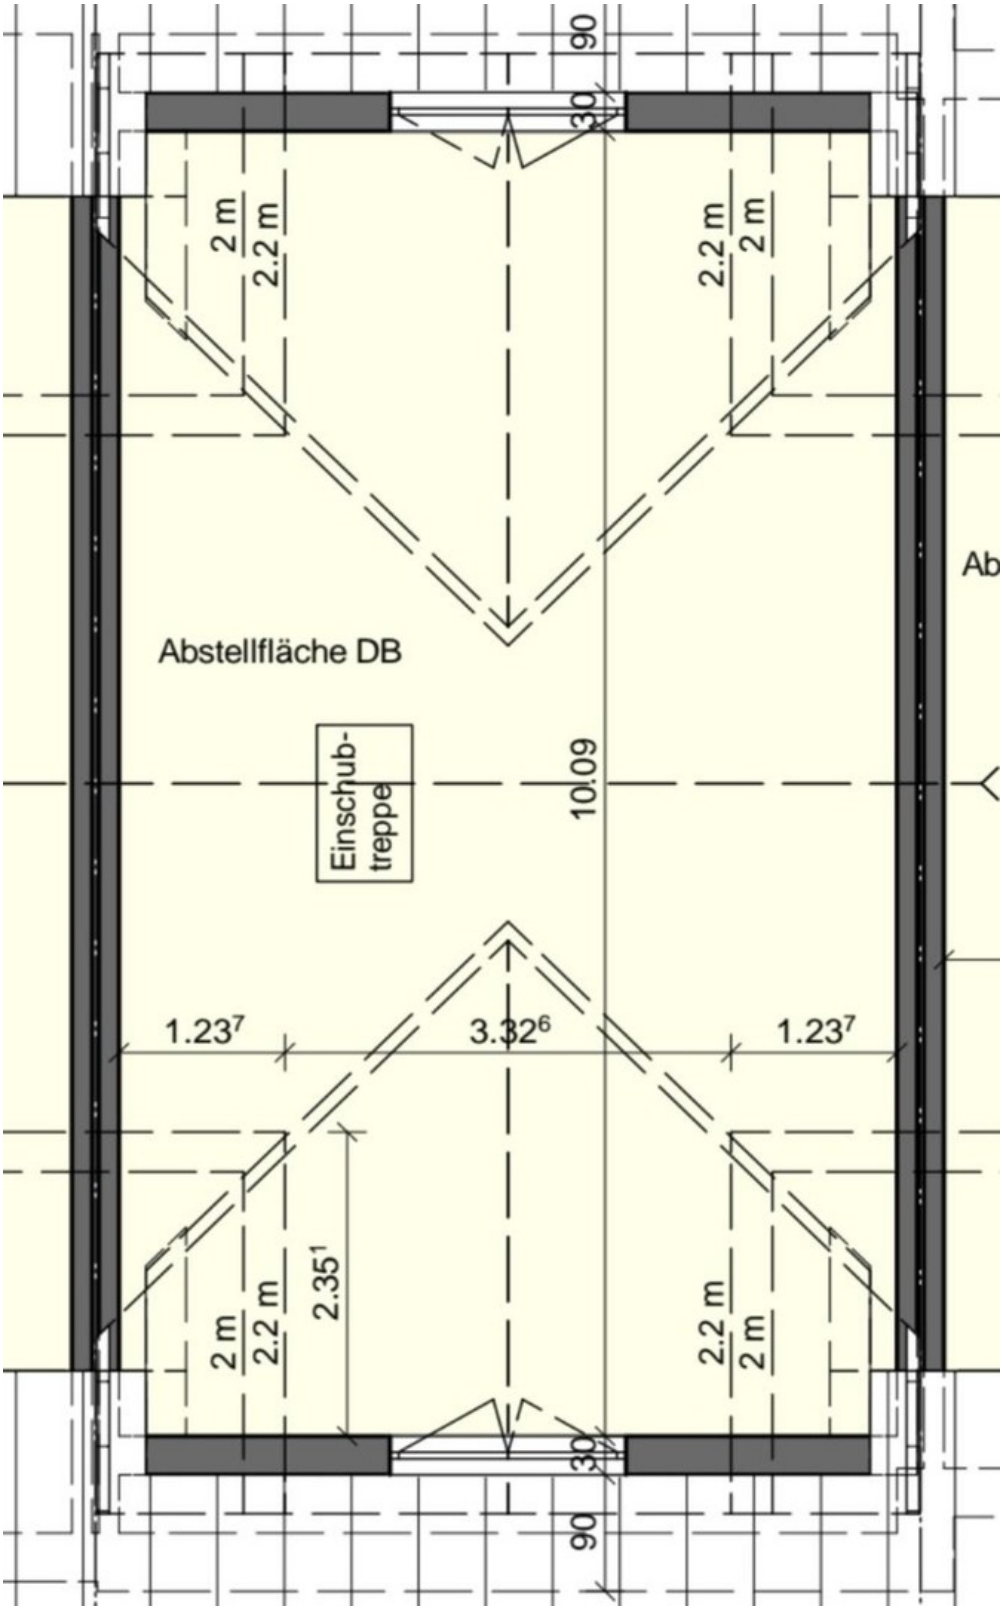 90
30
2 m
2.2 m
2.2 m
2 m
Ab
Abstellfläche DB
Einschub-
treppe
10.09
1.23⁷
3.32⁶
1.23⁷
2.35¹
2 m
2.2 m
2.2 m
2 m
30
90